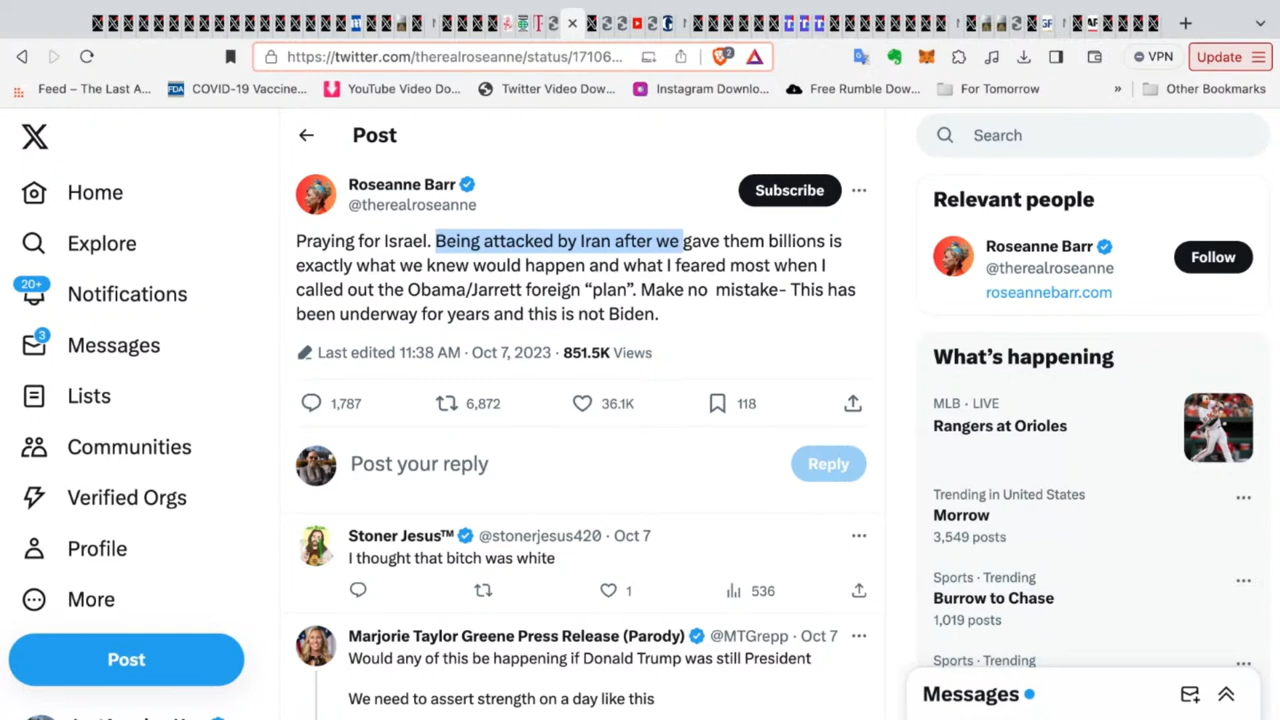 https://twitter.com/therealroseanne/status/17106...
2
VPN
Update
Feed – The Last A...
FDA
COVID-19 Vaccine...
YouTube Video Do...
Twitter Video Dow...
Instagram Downlo...
Free Rumble Dow...
For Tomorrow
»
Other Bookmarks
X
Home
Explore
20+
Notifications
3
Messages
Lists
Communities
Verified Orgs
Profile
More
Post
Post
Roseanne Barr
@therealroseanne
Subscribe
Praying for Israel. Being attacked by Iran after we gave them billions is
exactly what we knew would happen and what I feared most when I
called out the Obama/Jarrett foreign “plan”. Make no mistake- This has
been underway for years and this is not Biden.
Last edited 11:38 AM · Oct 7, 2023 · 851.5K Views
1,787
6,872
36.1K
118
Post your reply
Reply
Stoner Jesus™ @stonerjesus420 · Oct 7
I thought that bitch was white
1
536
Marjorie Taylor Greene Press Release (Parody) @MTGrepp · Oct 7
Would any of this be happening if Donald Trump was still President
We need to assert strength on a day like this
Search
Relevant people
Roseanne Barr
@therealroseanne
Follow
roseannebarr.com
What’s happening
MLB · LIVE
Rangers at Orioles
Trending in United States
Morrow
3,549 posts
Sports · Trending
Burrow to Chase
1,019 posts
Sports · Trending
Messages